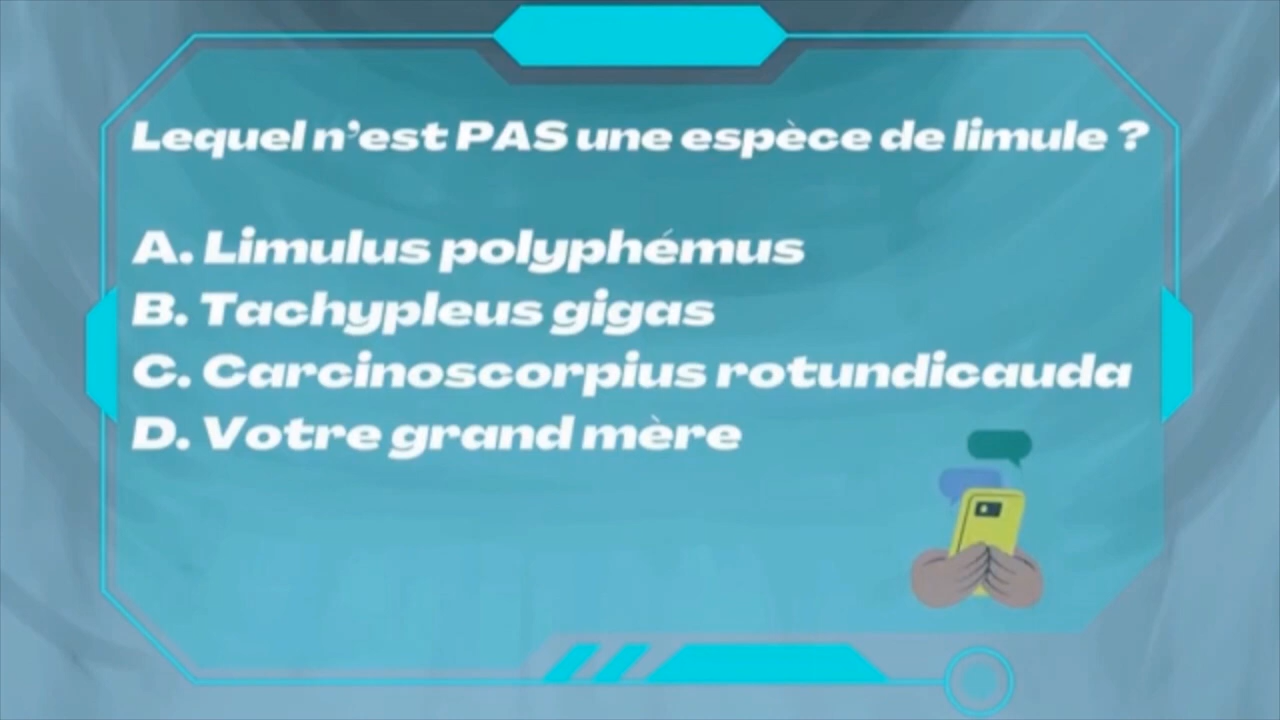 Lequel n'est PAS une espèce de limule ?
A. Limulus polyphémus
B. Tachypleus gigas
C. Carcinoscorpius rotundicauda
D. Votre grand mère